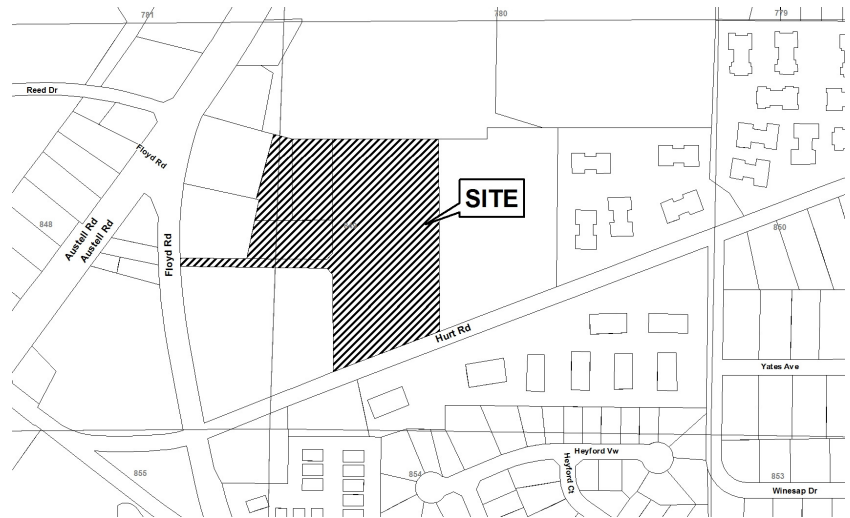 781
780
779
Reed Dr
Floyd Rd
SITE
848
Austell Rd
Austell Rd
Floyd Rd
850
Hurt Rd
Yates Ave
Heyford Vw
855
854
Heyford Ct
853
Winesap Dr